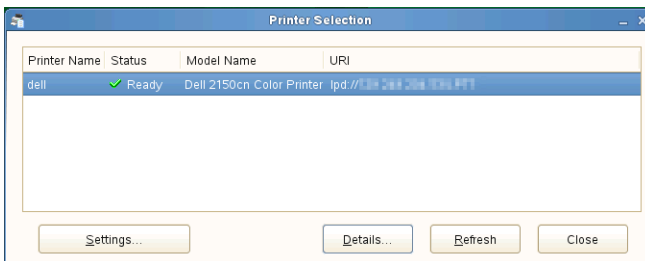 Printer Selection
Printer Name Status Model Name URI
dell Ready Dell 2150cn Color Printer lpd://
Settings... Details... Refresh Close